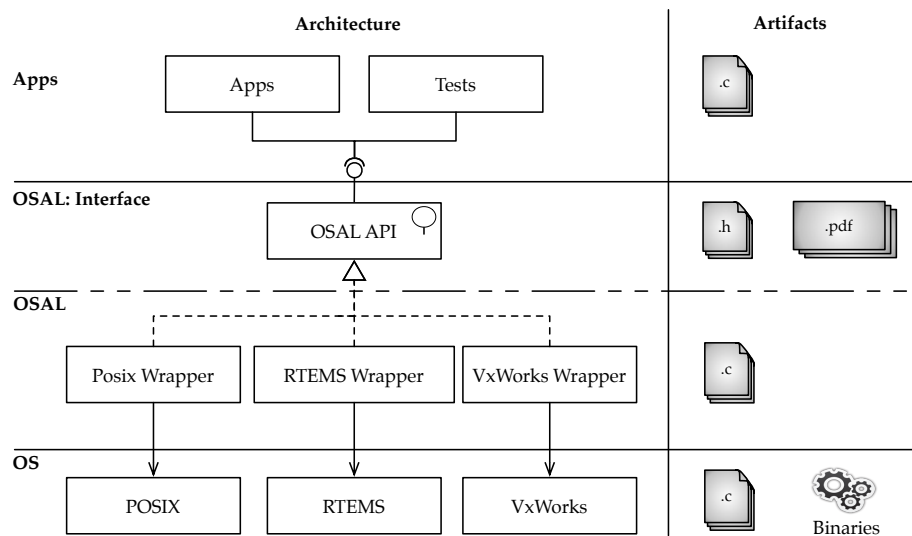 Architecture
Artifacts
Apps
Apps
Tests
.c
OSAL: Interface
OSAL API
.h
.pdf
OSAL
Posix Wrapper
RTEMS Wrapper
VxWorks Wrapper
.c
OS
POSIX
RTEMS
VxWorks
.c
Binaries